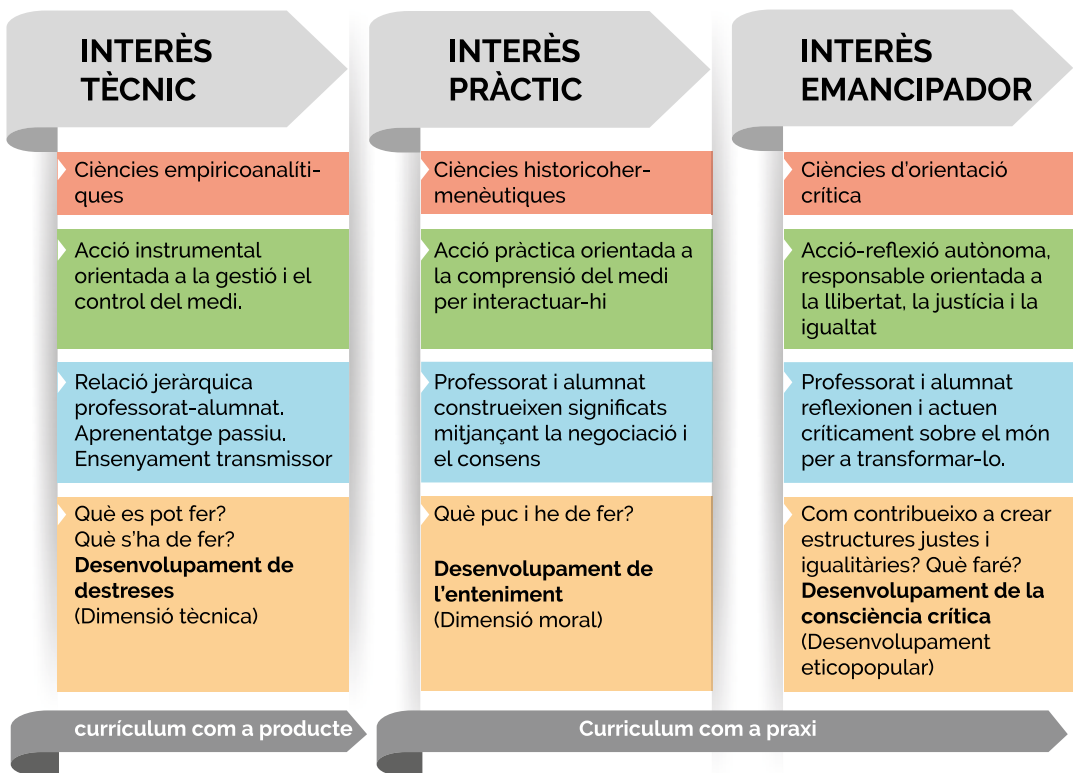 INTERÈS
TÈCNIC
Ciències empiricoanalíti-
ques
Acció instrumental
orientada a la gestió i el
control del medi.
Relació jeràrquica
professorat-alumnat.
Aprenentatge passiu.
Ensenyament transmissor
Què es pot fer?
Què s'ha de fer?
Desenvolupament de
destreses
(Dimensió tècnica)
INTERÈS
PRÀCTIC
Ciències historicoher-
menèutiques
Acció pràctica orientada a
la comprensió del medi
per interactuar-hi
Professorat i alumnat
construeixen significats
mitjançant la negociació i
el consens
Què puc i he de fer?
Desenvolupament de
l'enteniment
(Dimensió moral)
INTERÈS
EMANCIPADOR
Ciències d'orientació
crítica
Acció-reflexió autònoma,
responsable orientada a
la llibertat, la justícia i la
igualtat
Professorat i alumnat
reflexionen i actuen
críticament sobre el món
per a transformar-lo.
Com contribueixo a crear
estructures justes i
igualitàries? Què faré?
Desenvolupament de la
consciència crítica
(Desenvolupament
eticopopular)
currículum com a producte
Curriculum com a praxi